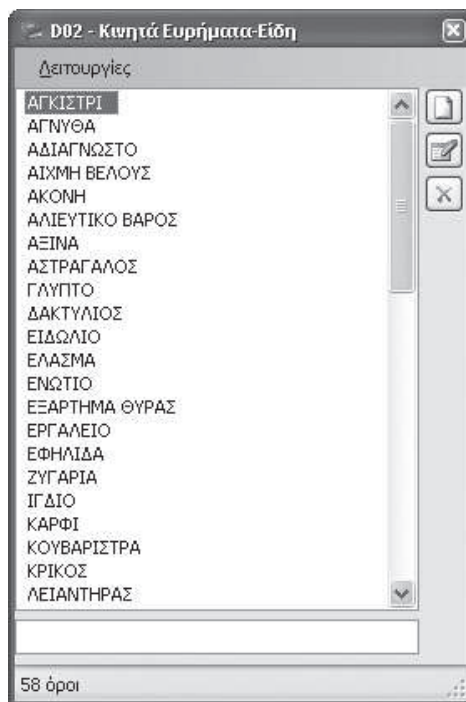 D02 - Κινητά Ευρήματα-Είδη
Λειτουργίες
ΑΓΚΙΣΤΡΙ
ΑΓΝΥΘΑ
ΑΔΙΑΓΝΩΣΤΟ
ΑΙΧΜΗ ΒΕΛΟΥΣ
ΑΚΟΝΗ
ΑΛΙΕΥΤΙΚΟ ΒΑΡΟΣ
ΑΞΙΝΑ
ΑΣΤΡΑΓΑΛΟΣ
ΓΛΥΠΤΟ
ΔΑΚΤΥΛΙΟΣ
ΕΙΔΩΛΙΟ
ΕΛΑΣΜΑ
ΕΝΩΤΙΟ
ΕΞΑΡΤΗΜΑ ΘΥΡΑΣ
ΕΡΓΑΛΕΙΟ
ΕΦΗΛΙΔΑ
ΖΥΓΑΡΙΑ
ΙΓΔΙΟ
ΚΑΡΦΙ
ΚΟΥΒΑΡΙΣΤΡΑ
ΚΡΙΚΟΣ
ΛΕΙΑΝΤΗΡΑΣ
58 όροι